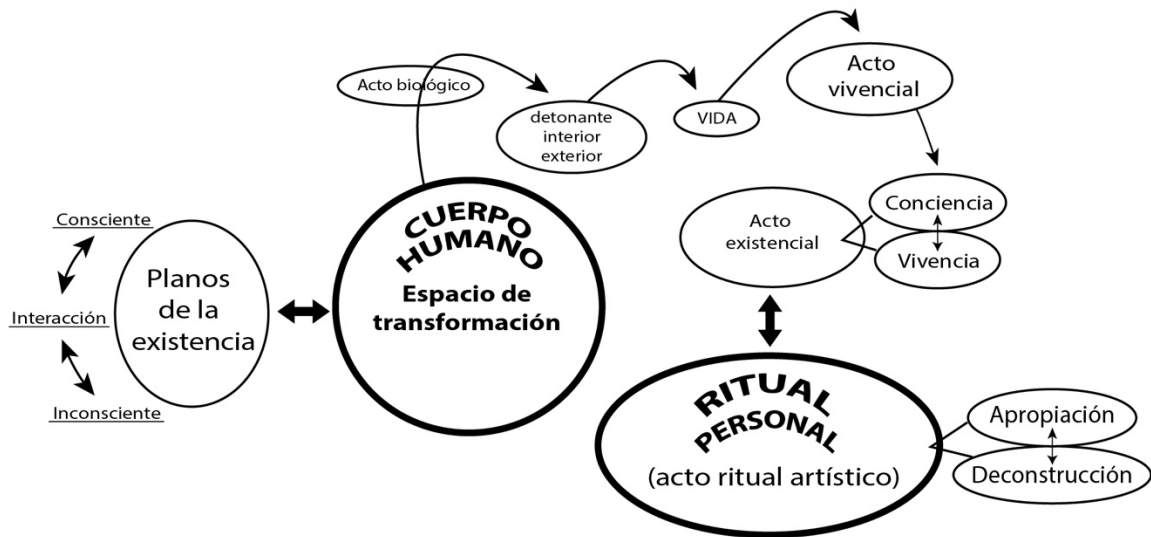 Acto biológico
detonante
interior
exterior
VIDA
Acto
vivencial
Conciencia
Vivencia
Acto
existencial
Consciente
Interacción
Inconsciente
Planos
de la
existencia
CUERPO
HUMANO
Espacio de
transformación
RITUAL
PERSONAL
(acto ritual artístico)
Apropiación
Deconstrucción